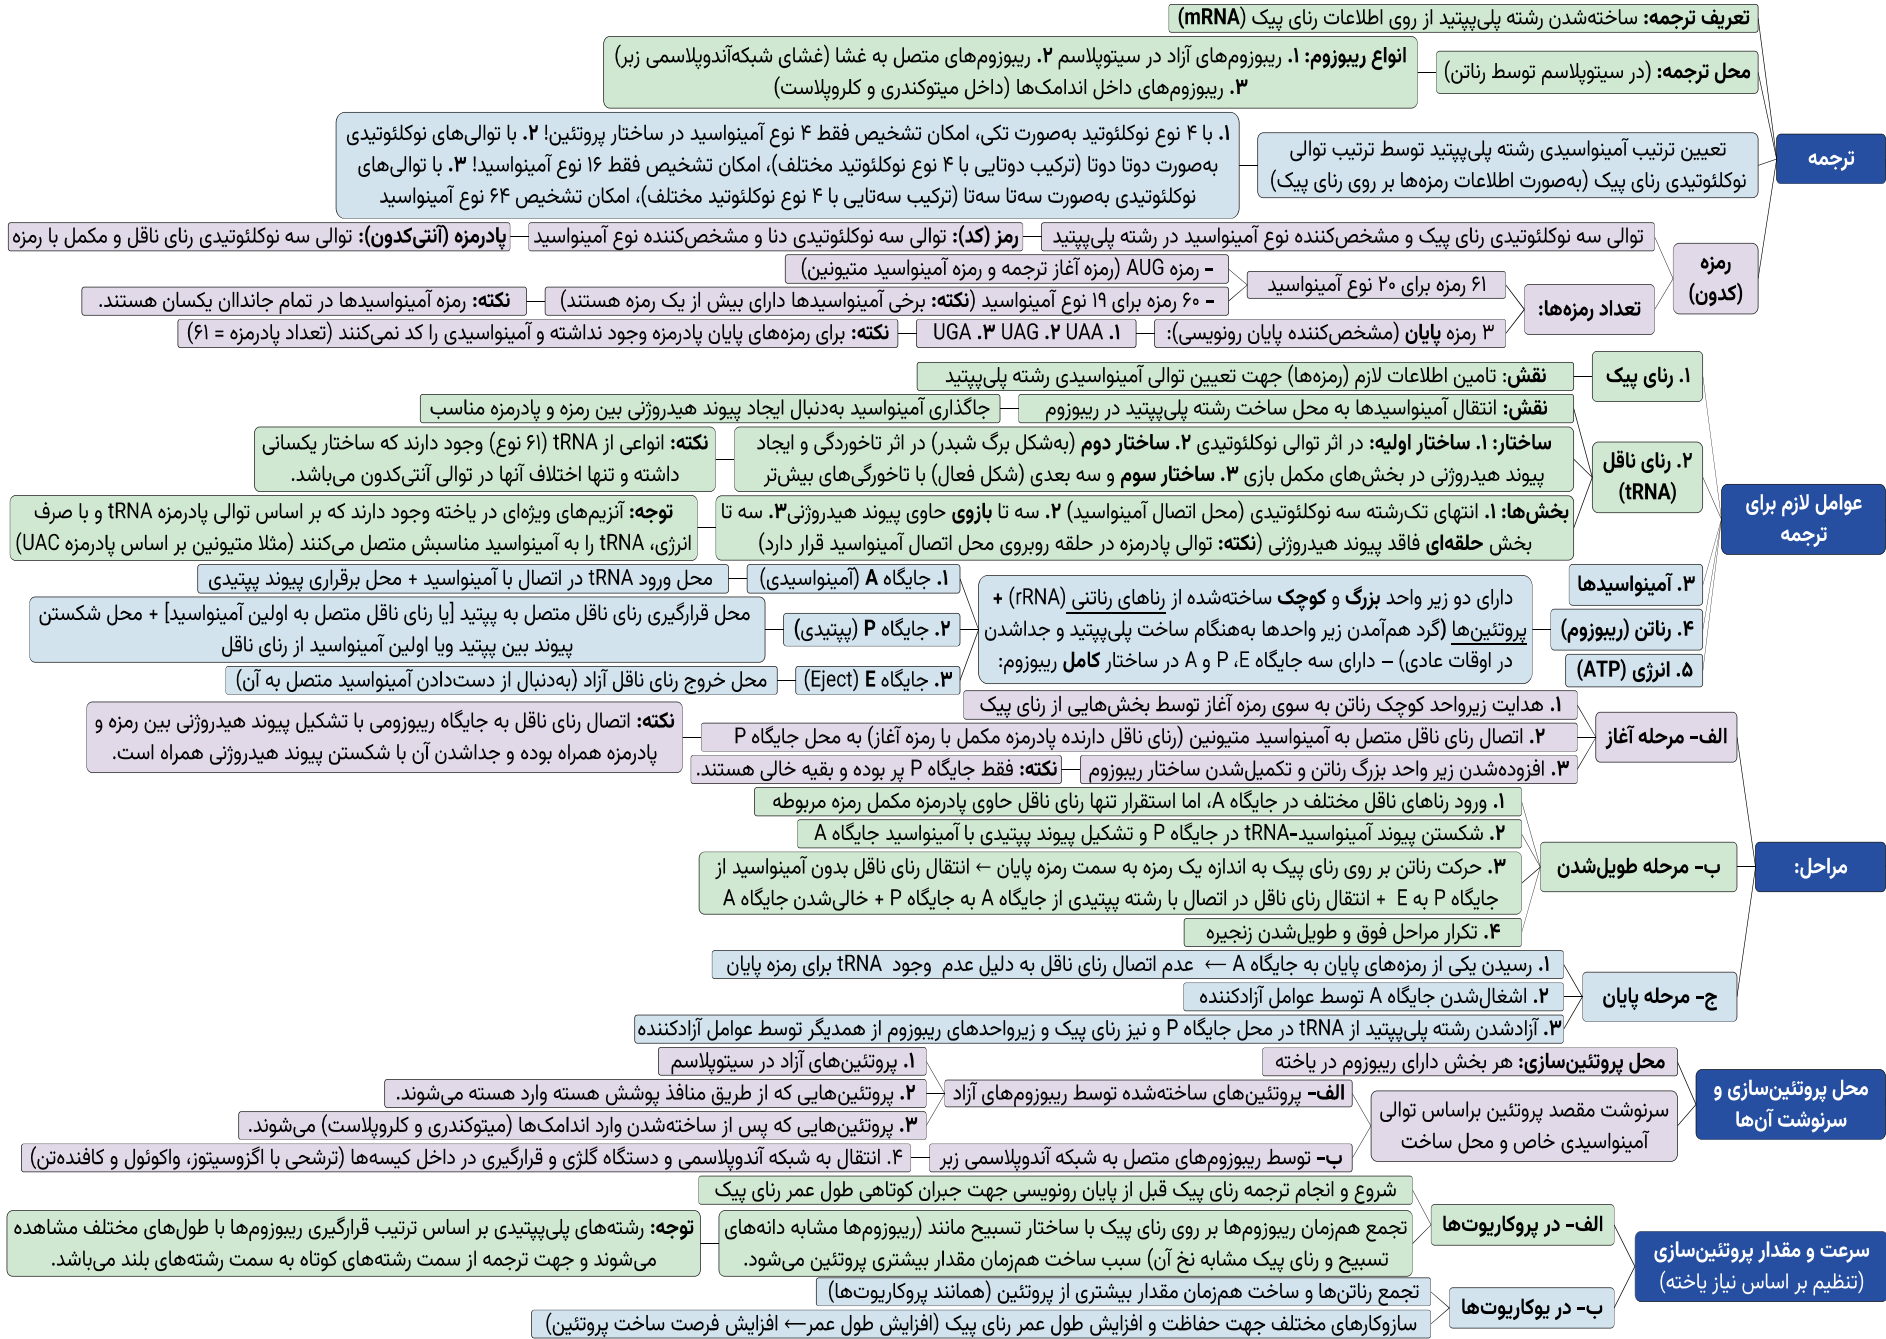 ترجمه
تعریف ترجمه: ساخته‌شدن رشته پلی‌پپتید از روی اطلاعات رنای پیک (mRNA)
محل ترجمه: (در سیتوپلاسم توسط رناتن)
انواع ریبوزوم: ۱. ریبوزوم‌های آزاد در سیتوپلاسم ۲. ریبوزوم‌های متصل به غشا (غشای شبکه‌آندوپلاسمی زبر)
۳. ریبوزوم‌های داخل اندامک‌ها (داخل میتوکندری و کلروپلاست)
تعیین ترتیب آمینواسیدی رشته پلی‌پپتید توسط ترتیب توالی
نوکلئوتیدی رنای پیک (به‌صورت اطلاعات رمزه‌ها بر روی رنای پیک)
۱. با ۴ نوع نوکلئوتید به‌صورت تکی، امکان تشخیص فقط ۴ نوع آمینواسید در ساختار پروتئین! ۲. با توالی‌های نوکلئوتیدی
به‌صورت دوتا دوتا (ترکیب دوتایی با ۴ نوع نوکلئوتید مختلف)، امکان تشخیص فقط ۱۶ نوع آمینواسید! ۳. با توالی‌های
نوکلئوتیدی به‌صورت سه‌تا سه‌تا (ترکیب سه‌تایی با ۴ نوع نوکلئوتید مختلف)، امکان تشخیص ۶۴ نوع آمینواسید
رمزه
(کدون)
توالی سه نوکلئوتیدی رنای پیک و مشخص‌کننده نوع آمینواسید در رشته پلی‌پپتید
رمز (کد): توالی سه نوکلئوتیدی دنا و مشخص‌کننده نوع آمینواسید
پادرمزه (آنتی‌کدون): توالی سه نوکلئوتیدی رنای ناقل و مکمل با رمزه
تعداد رمزه‌ها:
۶۱ رمزه برای ۲۰ نوع آمینواسید
- رمزه AUG (رمزه آغاز ترجمه و رمزه آمینواسید متیونین)
- ۶۰ رمزه برای ۱۹ نوع آمینواسید (نکته: برخی آمینواسیدها دارای بیش از یک رمزه هستند)
نکته: رمزه آمینواسیدها در تمام جانداان یکسان هستند.
۳ رمزه پایان (مشخص‌کننده پایان رونویسی):
۱. UAA ۲. UAG ۳. UGA
نکته: برای رمزه‌های پایان پادرمزه وجود نداشته و آمینواسیدی را کد نمی‌کنند (تعداد پادرمزه = ۶۱)
عوامل لازم برای
ترجمه
۱. رنای پیک
نقش: تامین اطلاعات لازم (رمزه‌ها) جهت تعیین توالی آمینواسیدی رشته پلی‌پپتید
۲. رنای ناقل
(tRNA)
نقش: انتقال آمینواسیدها به محل ساخت رشته پلی‌پپتید در ریبوزوم
جاگذاری آمینواسید به‌دنبال ایجاد پیوند هیدروژنی بین رمزه و پادرمزه مناسب
ساختار: ۱. ساختار اولیه: در اثر توالی نوکلئوتیدی ۲. ساختار دوم (به‌شکل برگ شبدر) در اثر تاخوردگی و ایجاد
پیوند هیدروژنی در بخش‌های مکمل بازی ۳. ساختار سوم و سه بعدی (شکل فعال) با تاخورگی‌های بیش‌تر
نکته: انواعی از tRNA (۶۱ نوع) وجود دارند که ساختار یکسانی
داشته و تنها اختلاف آنها در توالی آنتی‌کدون می‌باشد.
بخش‌ها: ۱. انتهای تک‌رشته سه نوکلئوتیدی (محل اتصال آمینواسید) ۲. سه تا بازوی حاوی پیوند هیدروژنی۳. سه تا
بخش حلقه‌ای فاقد پیوند هیدروژنی (نکته: توالی پادرمزه در حلقه روبروی محل اتصال آمینواسید قرار دارد)
توجه: آنزیم‌های ویژه‌ای در یاخته وجود دارند که بر اساس توالی پادرمزه tRNA و با صرف
انرژی، tRNA را به آمینواسید مناسبش متصل می‌کنند (مثلا متیونین بر اساس پادرمزه UAC)
۳. آمینواسیدها
۴. رناتن (ریبوزوم)
دارای دو زیر واحد بزرگ و کوچک ساخته‌شده از رناهای رناتنی (rRNA) +
پروتئین‌ها (گرد هم‌آمدن زیر واحدها به‌هنگام ساخت پلی‌پپتید و جداشدن
در اوقات عادی) – دارای سه جایگاه E، P و A در ساختار کامل ریبوزوم:
۱. جایگاه A (آمینواسیدی)
محل ورود tRNA در اتصال با آمینواسید + محل برقراری پیوند پپتیدی
۲. جایگاه P (پپتیدی)
محل قرارگیری رنای ناقل متصل به پپتید [یا رنای ناقل متصل به اولین آمینواسید] + محل شکستن
پیوند بین پپتید ویا اولین آمینواسید از رنای ناقل
۳. جایگاه E (Eject)
محل خروج رنای ناقل آزاد (به‌دنبال از دست‌دادن آمینواسید متصل به آن)
۵. انرژی (ATP)
مراحل:
الف- مرحله آغاز
۱. هدایت زیرواحد کوچک رناتن به سوی رمزه آغاز توسط بخش‌هایی از رنای پیک
۲. اتصال رنای ناقل متصل به آمینواسید متیونین (رنای ناقل دارنده پادرمزه مکمل با رمزه آغاز) به محل جایگاه P
نکته: اتصال رنای ناقل به جایگاه ریبوزومی با تشکیل پیوند هیدروژنی بین رمزه و
پادرمزه همراه بوده و جداشدن آن با شکستن پیوند هیدروژنی همراه است.
۳. افزوده‌شدن زیر واحد بزرگ رناتن و تکمیل‌شدن ساختار ریبوزوم
نکته: فقط جایگاه P پر بوده و بقیه خالی هستند.
ب- مرحله طویل‌شدن
۱. ورود رناهای ناقل مختلف در جایگاه A، اما استقرار تنها رنای ناقل حاوی پادرمزه مکمل رمزه مربوطه
۲. شکستن پیوند آمینواسید-tRNA در جایگاه P و تشکیل پیوند پپتیدی با آمینواسید جایگاه A
۳. حرکت رناتن بر روی رنای پیک به اندازه یک رمزه به سمت رمزه پایان ← انتقال رنای ناقل بدون آمینواسید از
جایگاه P به E + انتقال رنای ناقل در اتصال با رشته پپتیدی از جایگاه A به جایگاه P + خالی‌شدن جایگاه A
۴. تکرار مراحل فوق و طویل‌شدن زنجیره
ج- مرحله پایان
۱. رسیدن یکی از رمزه‌های پایان به جایگاه A ← عدم اتصال رنای ناقل به دلیل عدم وجود tRNA برای رمزه پایان
۲. اشغال‌شدن جایگاه A توسط عوامل آزادکننده
۳. آزادشدن رشته پلی‌پپتید از tRNA در محل جایگاه P و نیز رنای پیک و زیرواحدهای ریبوزوم از همدیگر توسط عوامل آزادکننده
محل پروتئین‌سازی و
سرنوشت آن‌ها
محل پروتئین‌سازی: هر بخش دارای ریبوزوم در یاخته
سرنوشت مقصد پروتئین براساس توالی
آمینواسیدی خاص و محل ساخت
الف- پروتئین‌های ساخته‌شده توسط ریبوزوم‌های آزاد
۱. پروتئین‌های آزاد در سیتوپلاسم
۲. پروتئین‌هایی که از طریق منافذ پوشش هسته وارد هسته می‌شوند.
۳. پروتئین‌هایی که پس از ساخته‌شدن وارد اندامک‌ها (میتوکندری و کلروپلاست) می‌شوند.
ب- توسط ریبوزوم‌های متصل به شبکه آندوپلاسمی زبر
۴. انتقال به شبکه آندوپلاسمی و دستگاه گلژی و قرارگیری در داخل کیسه‌ها (ترشحی با اگزوسیتوز، واکوئول و کافنده‌تن)
سرعت و مقدار پروتئین‌سازی
(تنظیم بر اساس نیاز یاخته)
الف- در پروکاریوت‌ها
شروع و انجام ترجمه رنای پیک قبل از پایان رونویسی جهت جبران کوتاهی طول عمر رنای پیک
تجمع هم‌زمان ریبوزوم‌ها بر روی رنای پیک با ساختار تسبیح مانند (ریبوزوم‌ها مشابه دانه‌های
تسبیح و رنای پیک مشابه نخ آن) سبب ساخت هم‌زمان مقدار بیشتری پروتئین می‌شود.
توجه: رشته‌های پلی‌پپتیدی بر اساس ترتیب قرارگیری ریبوزوم‌ها با طول‌های مختلف مشاهده
می‌شوند و جهت ترجمه از سمت رشته‌های کوتاه به سمت رشته‌های بلند می‌باشد.
ب- در یوکاریوت‌ها
تجمع رناتن‌ها و ساخت هم‌زمان مقدار بیشتری از پروتئین (همانند پروکاریوت‌ها)
سازوکارهای مختلف جهت حفاظت و افزایش طول عمر رنای پیک (افزایش طول عمر← افزایش فرصت ساخت پروتئین)